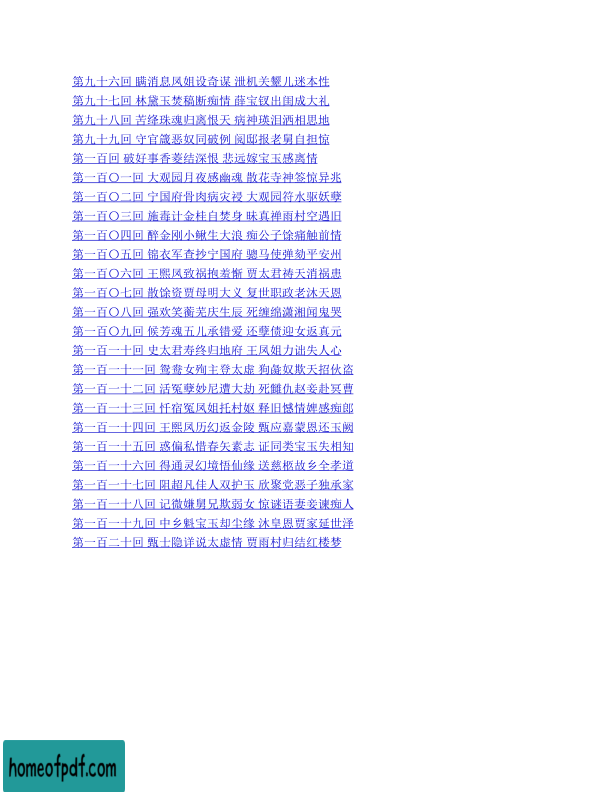 第九十六回 瞒消息凤姐设奇谋 泄机关颦儿迷本性
第九十七回 林黛玉焚稿断痴情 薛宝钗出闺成大礼
第九十八回 苦绛珠魂归离恨天 病神瑛泪洒相思地
第九十九回 守官箴恶奴同破例 阅邸报老舅自担惊
第一百回 破好事香菱结深恨 悲远嫁宝玉感离情
第一百〇一回 大观园月夜感幽魂 散花寺神签惊异兆
第一百〇二回 宁国府骨肉病灾祲 大观园符水驱妖孽
第一百〇三回 施毒计金桂自焚身 昧真禅雨村空遇旧
第一百〇四回 醉金刚小鳅生大浪 痴公子馀痛触前情
第一百〇五回 锦衣军查抄宁国府 骢马使弹劾平安州
第一百〇六回 王熙凤致祸抱羞惭 贾太君祷天消祸患
第一百〇七回 散馀资贾母明大义 复世职政老沐天恩
第一百〇八回 强欢笑蘅芜庆生辰 死缠绵潇湘闻鬼哭
第一百〇九回 候芳魂五儿承错爱 还孽债迎女返真元
第一百一十回 史太君寿终归地府 王凤姐力诎失人心
第一百一十一回 鸳鸯女殉主登太虚 狗彘奴欺天招伙盗
第一百一十二回 活冤孽妙尼遭大劫 死雠仇赵妾赴冥曹
第一百一十三回 忏宿冤凤姐托村妪 释旧憾情婢感痴郎
第一百一十四回 王熙凤历幻返金陵 甄应嘉蒙恩还玉阙
第一百一十五回 惑偏私惜春矢素志 证同类宝玉失相知
第一百一十六回 得通灵幻境悟仙缘 送慈柩故乡全孝道
第一百一十七回 阻超凡佳人双护玉 欣聚党恶子独承家
第一百一十八回 记微嫌舅兄欺弱女 惊谜语妻妾谏痴人
第一百一十九回 中乡魁宝玉却尘缘 沐皇恩贾家延世泽
第一百二十回 甄士隐详说太虚情 贾雨村归结红楼梦
homeofpdf.com